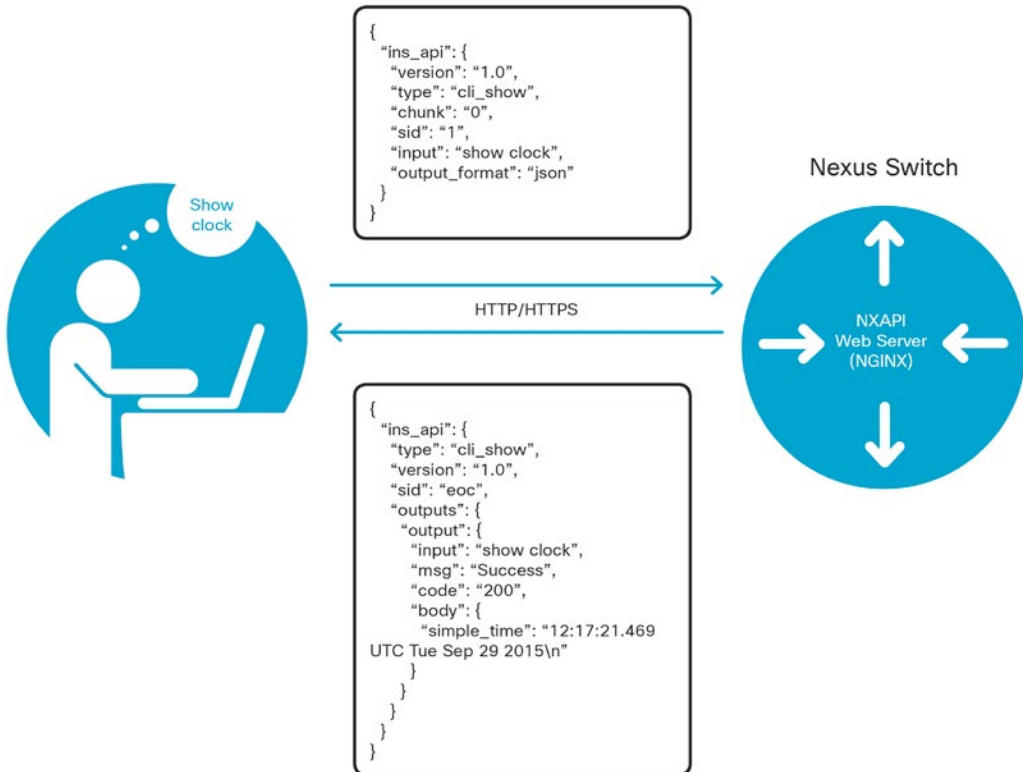 {
“ins_api”: {
“version”: “1.0”,
“type”: “cli_show”,
“chunk”: “0”,
“sid”: “1”,
“input”: “show clock”,
“output_format”: “json”
}
}
Show
clock
HTTP/HTTPS
Nexus Switch
NXAPI
Web Server
(NGINX)
{
“ins_api”: {
“type”: “cli_show”,
“version”: “1.0”,
“sid”: “eoc”,
“outputs”: {
“output”: {
“input”: “show clock”,
“msg”: “Success”,
“code”: “200”,
“body”: {
“simple_time”: “12:17:21.469
UTC Tue Sep 29 2015\n”
}
}
}
}
}